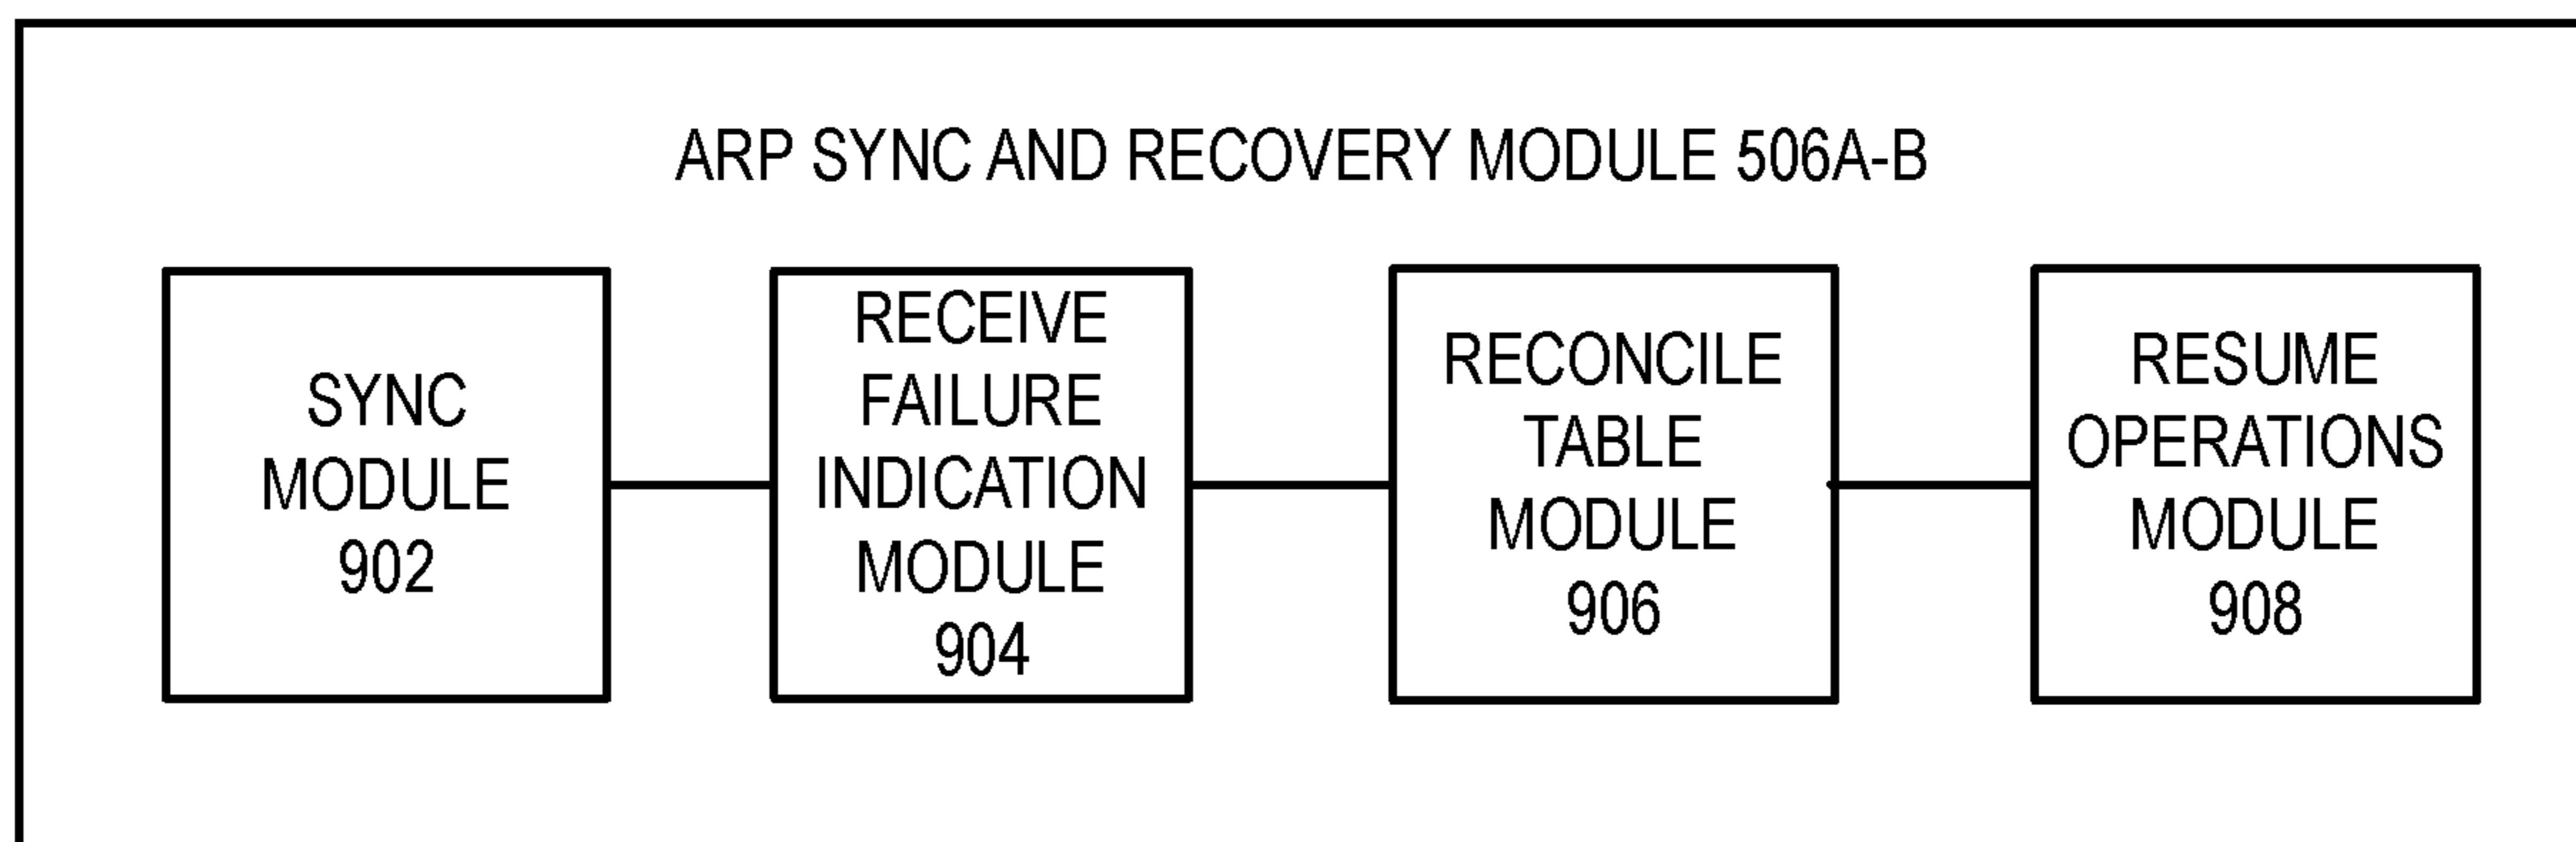 ARP SYNC AND RECOVERY MODULE 506A-B
SYNC
MODULE
902
RECEIVE
FAILURE
INDICATION
MODULE
904
RECONCILE
TABLE
MODULE
906
RESUME
OPERATIONS
MODULE
908